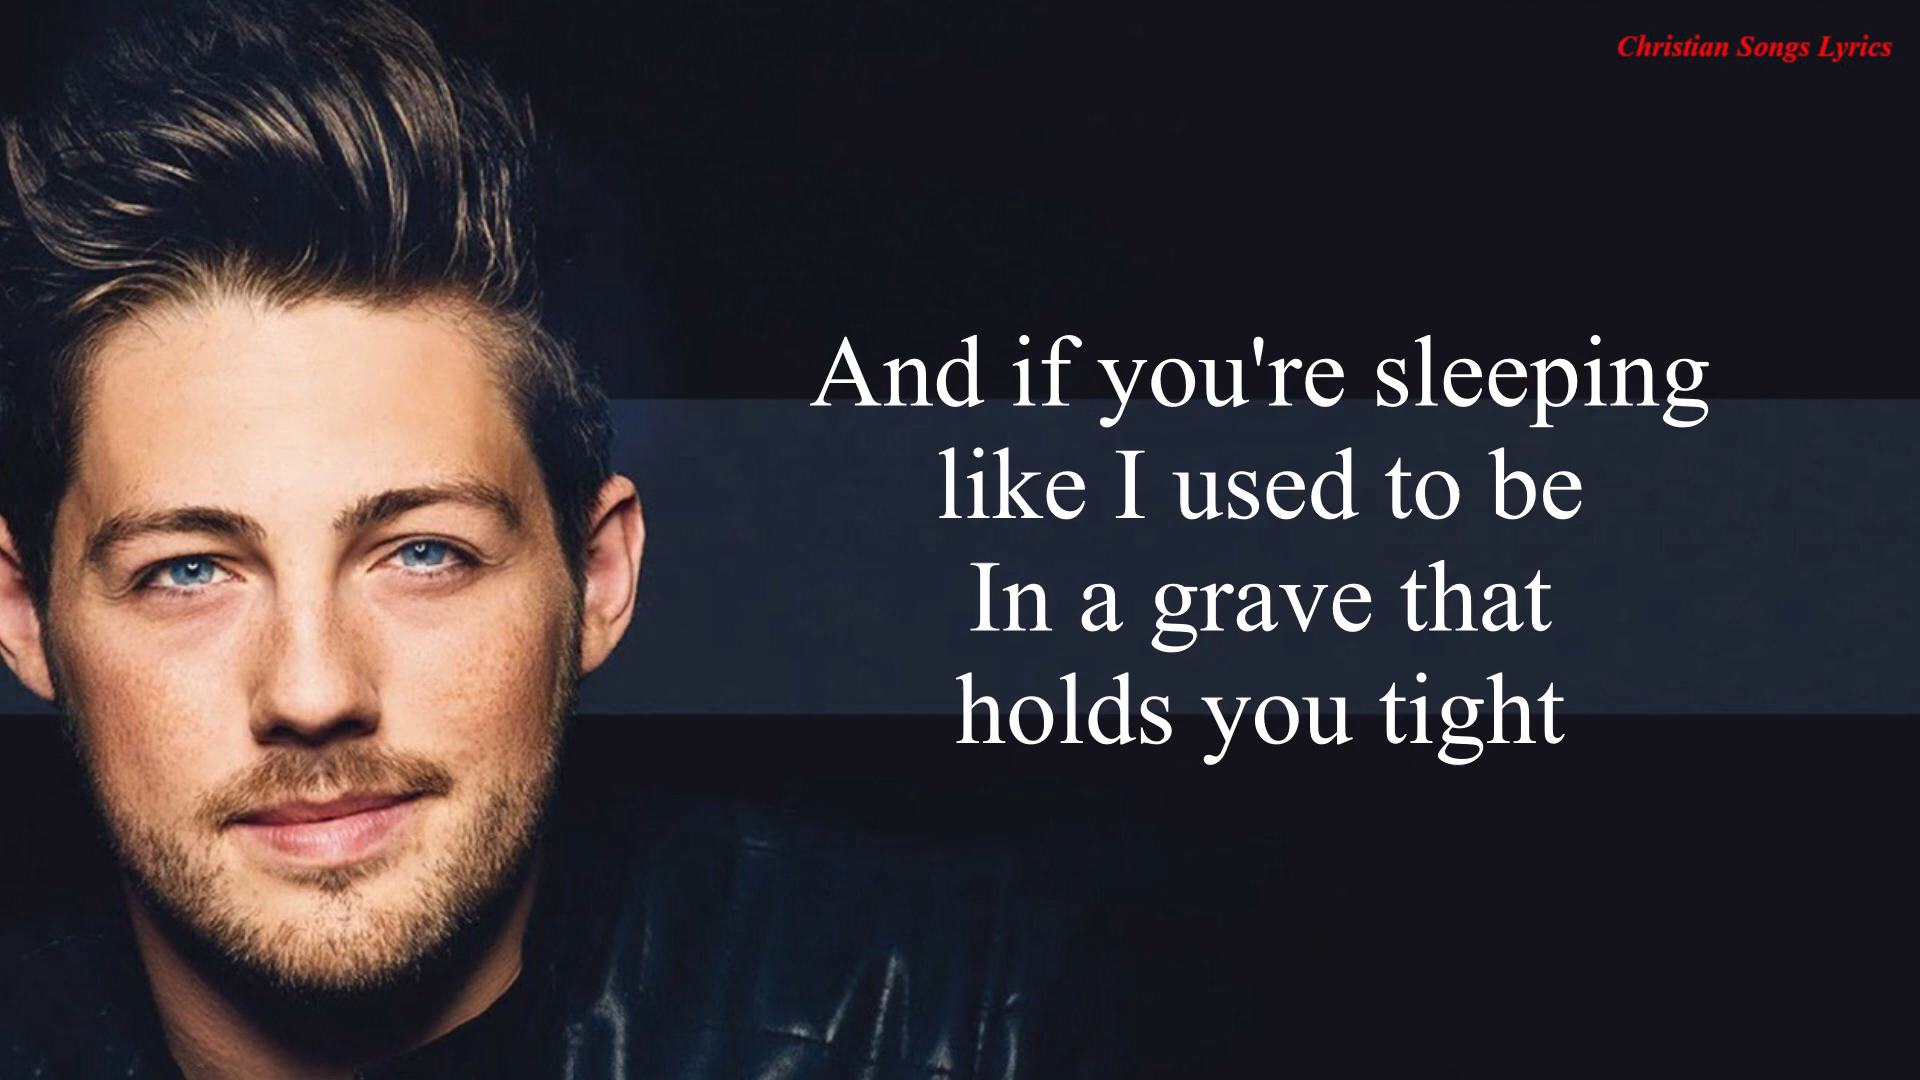 Christian Songs Lyrics
And if you're sleeping
like I used to be
In a grave that
holds you tight